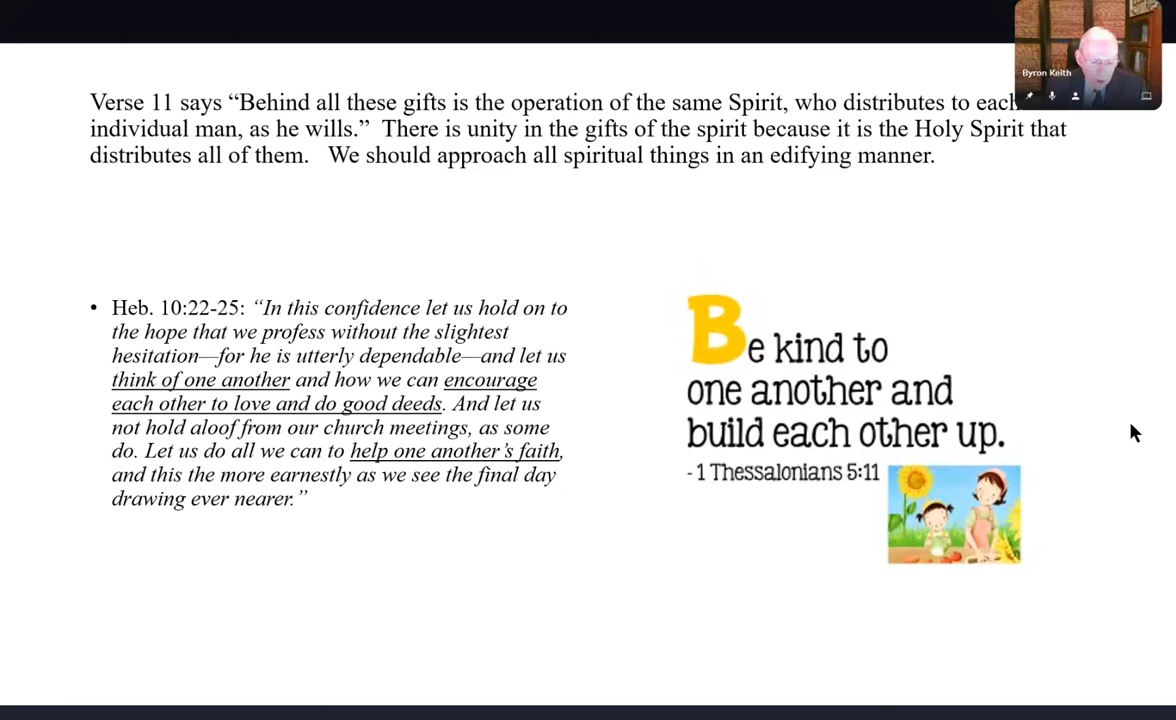 Byron Keith
Verse 11 says “Behind all these gifts is the operation of the same Spirit, who distributes to each
individual man, as he wills.”  There is unity in the gifts of the spirit because it is the Holy Spirit that
distributes all of them.   We should approach all spiritual things in an edifying manner.
• Heb. 10:22-25: “In this confidence let us hold on to
the hope that we profess without the slightest
hesitation—for he is utterly dependable—and let us
think of one another and how we can encourage
each other to love and do good deeds. And let us
not hold aloof from our church meetings, as some
do. Let us do all we can to help one another’s faith,
and this the more earnestly as we see the final day
drawing ever nearer.”
Be kind to
one another and
build each other up.
- 1 Thessalonians 5:11